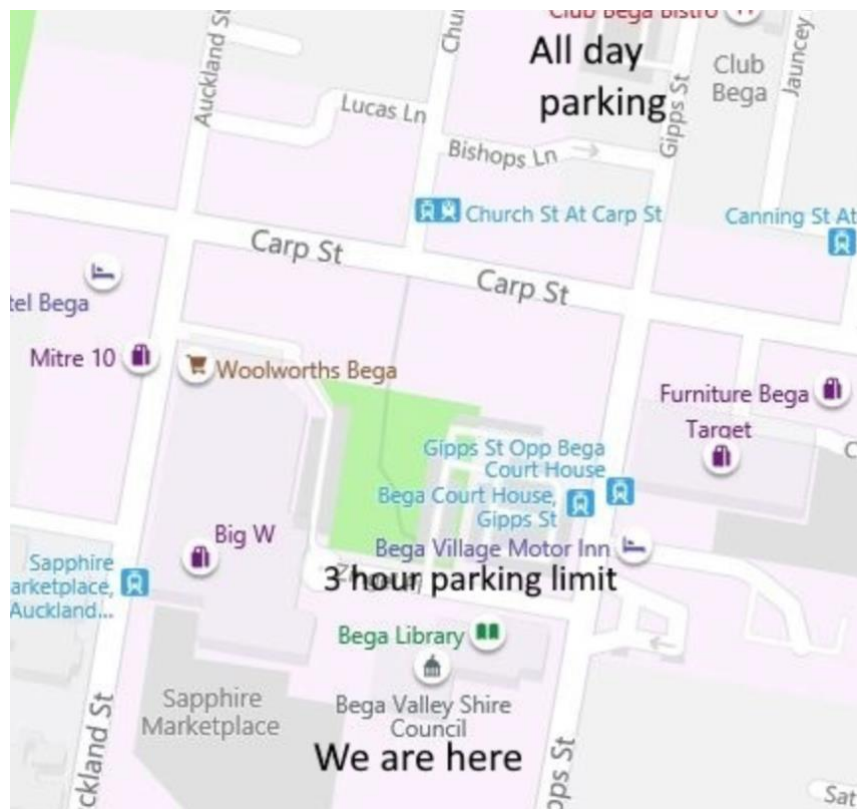 Club Bega Bistro
All day
parking
Club
Bega
Jauncey
Auckland St
Gipps St
Lucas Ln
Bishops Ln
Church St At Carp St
Canning St At
Carp St
Carp St
tel Bega
Mitre 10
Woolworths Bega
Furniture Bega
Target
Gipps St Opp Bega
Court House
Bega Court House,
Gipps St
Big W
Bega Village Motor Inn
Sapphire
arketplace,
Auckland...
3 hour parking limit
Bega Library
Sapphire
Marketplace
Bega Valley Shire
Council
We are here
ckland St
pps St
Sat